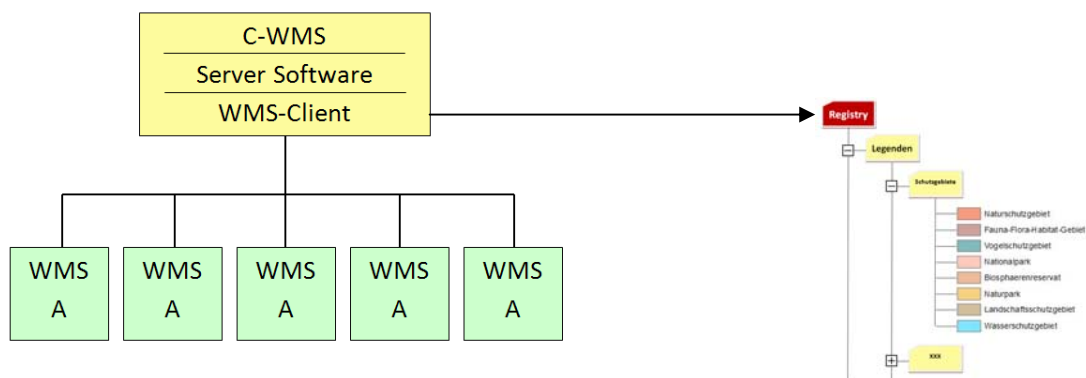 C-WMS
Server Software
WMS-Client
WMS
A
WMS
A
WMS
A
WMS
A
WMS
A
Registry
Legenden
Schutzgebiete
Naturschutzgebiet
Fauna-Flora-Habitat-Gebiet
Vogelschutzgebiet
Nationalpark
Biosphaerenreservat
Naturpark
Landschaftsschutzgebiet
Wasserschutzgebiet
XXX